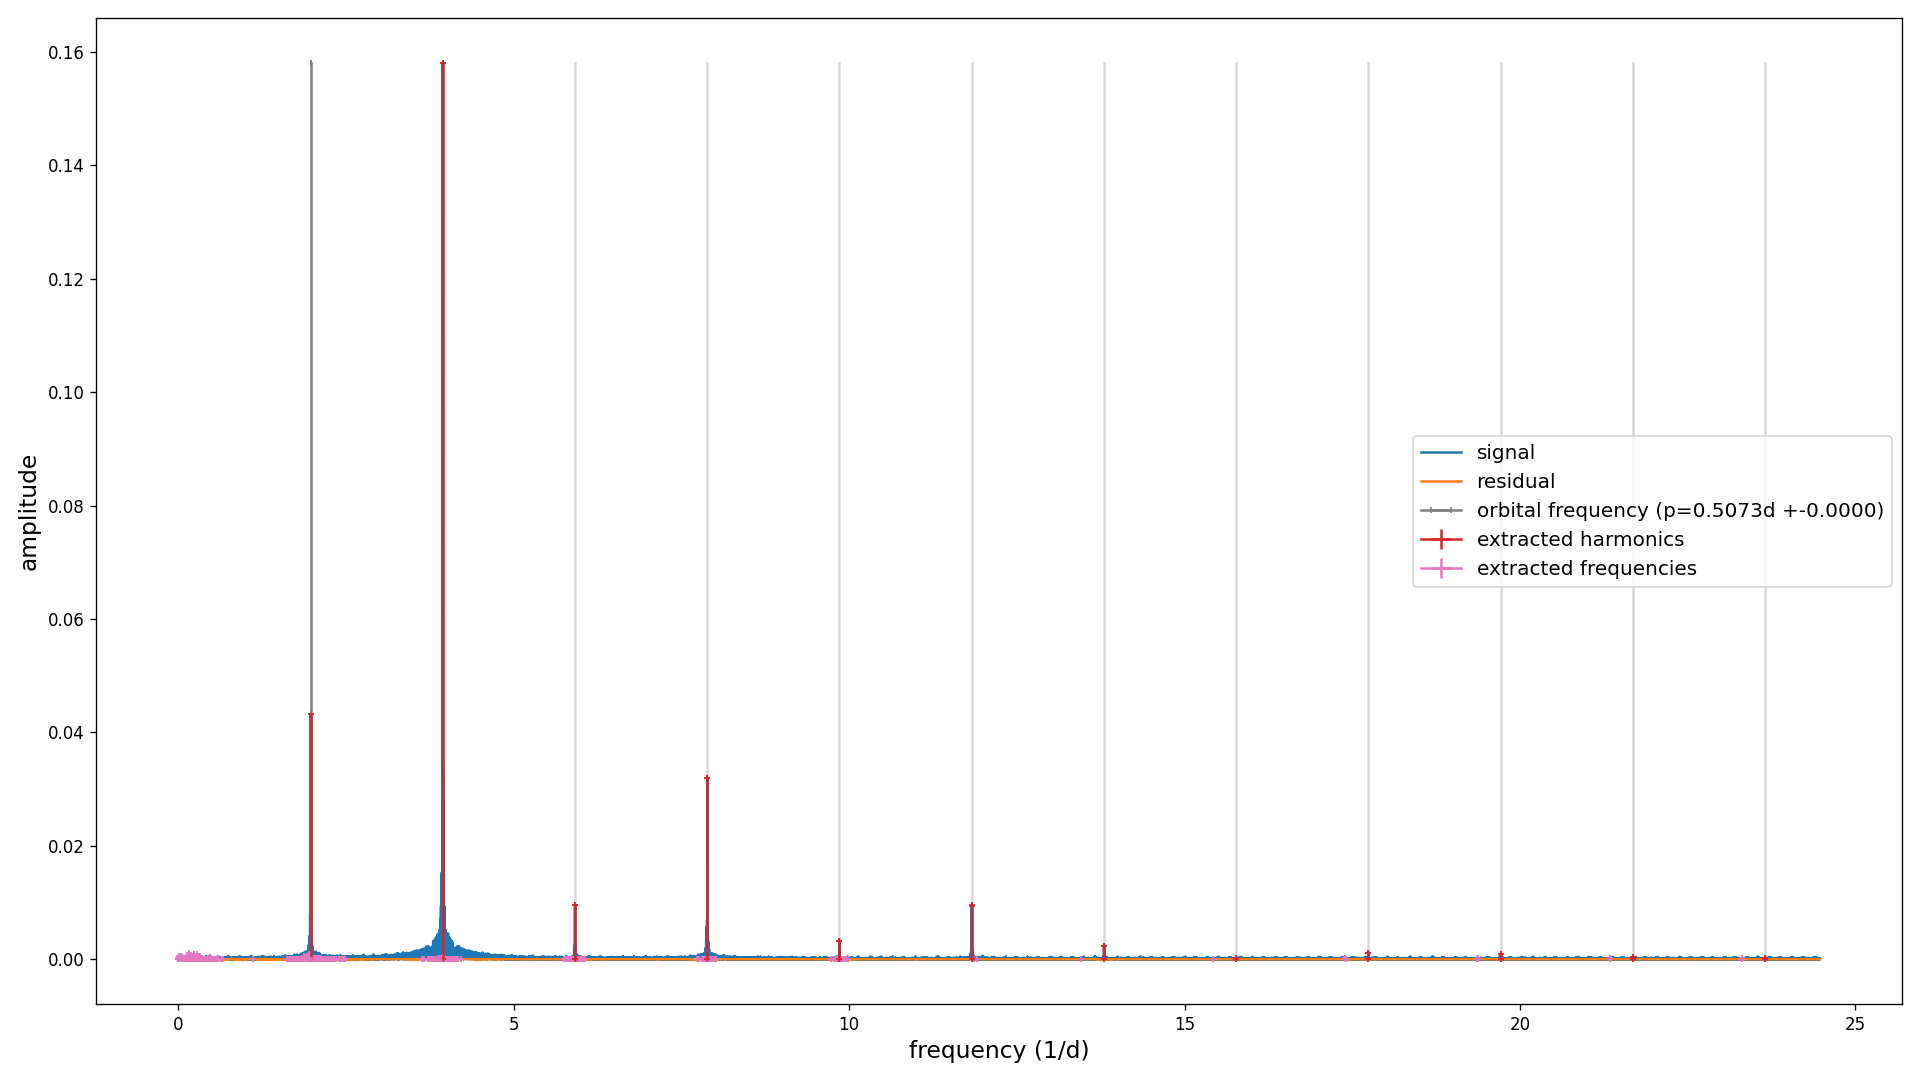 0.16
0.14
0.12
0.10
0.08
0.06
0.04
0.02
0.00
amplitude
signal
residual
orbital frequency (p=0.5073d +-0.0000)
extracted harmonics
extracted frequencies
0 5 10 15 20 25
frequency (1/d)